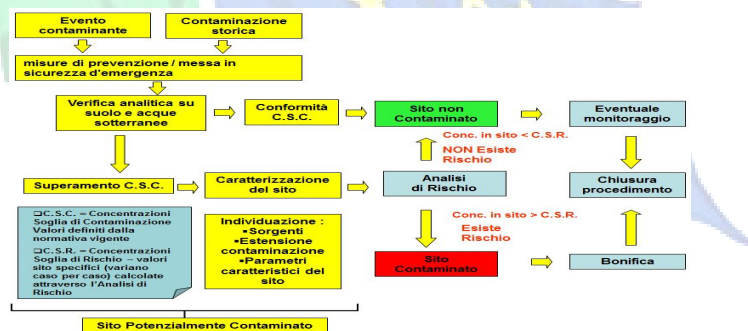 Evento
contaminante
Contaminazione
storica
misure di prevenzione / messa in
sicurezza d'emergenza
Verifica analitica su
suolo e acque
sotterranee
Conformità
C.S.C.
Sito non
Contaminato
Eventuale
monitoraggio
Conc. in sito < C.S.R.
NON Esiste
Rischio
Superamento C.S.C.
Caratterizzazione
del sito
Analisi
di Rischio
Chiusura
procedimento
❑C.S.C. = Concentrazioni
Soglia di Contaminazione
Valori definiti dalla
normativa vigente
❑C.S.R. = Concentrazioni
Soglia di Rischio – valori
sito specifici (variano
caso per caso) calcolate
attraverso l'Analisi di
Rischio
Individuazione :
▪Sorgenti
▪Estensione
contaminazione
▪Parametri
caratteristici del
sito
Conc. in sito > C.S.R.
Esiste
Rischio
Sito
Contaminato
Bonifica
Sito Potenzialmente Contaminato